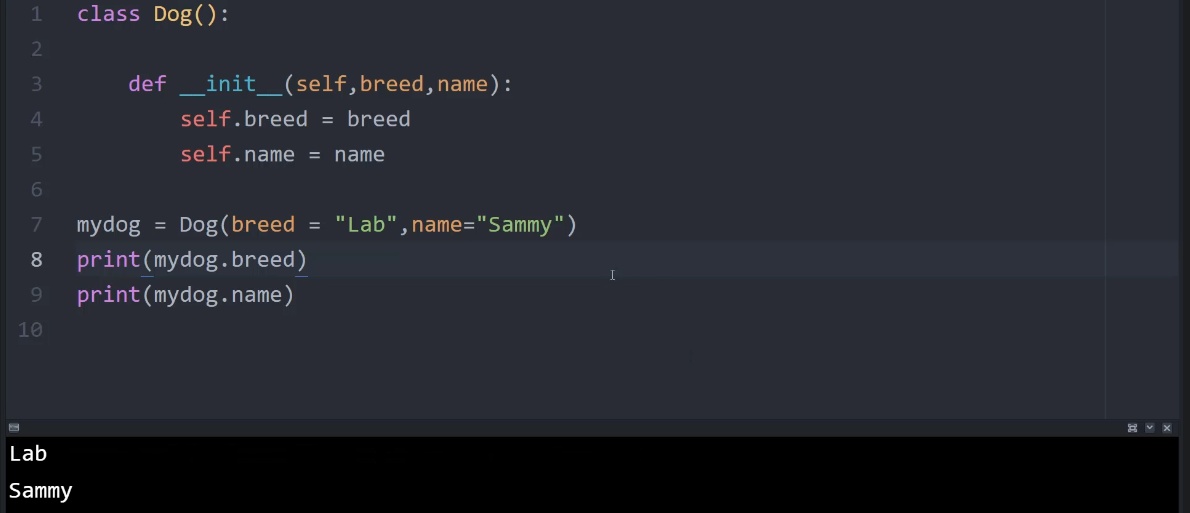 1 class Dog():
2
3     def __init__(self,breed,name):
4         self.breed = breed
5         self.name = name
6
7 mydog = Dog(breed = "Lab",name="Sammy")
8 print(mydog.breed)
9 print(mydog.name)
10
Lab
Sammy